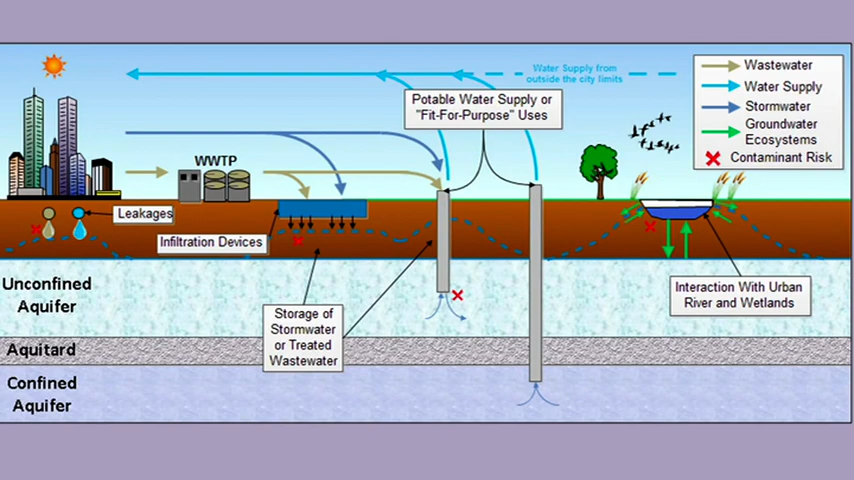 Water Supply from
outside the city limits
Wastewater
Water Supply
Stormwater
Groundwater
Ecosystems
Contaminant Risk
Potable Water Supply or
"Fit-For-Purpose" Uses
WWTP
Leakages
Infiltration Devices
Unconfined
Aquifer
Storage of
Stormwater
or Treated
Wastewater
Interaction With Urban
River and Wetlands
Aquitard
Confined
Aquifer